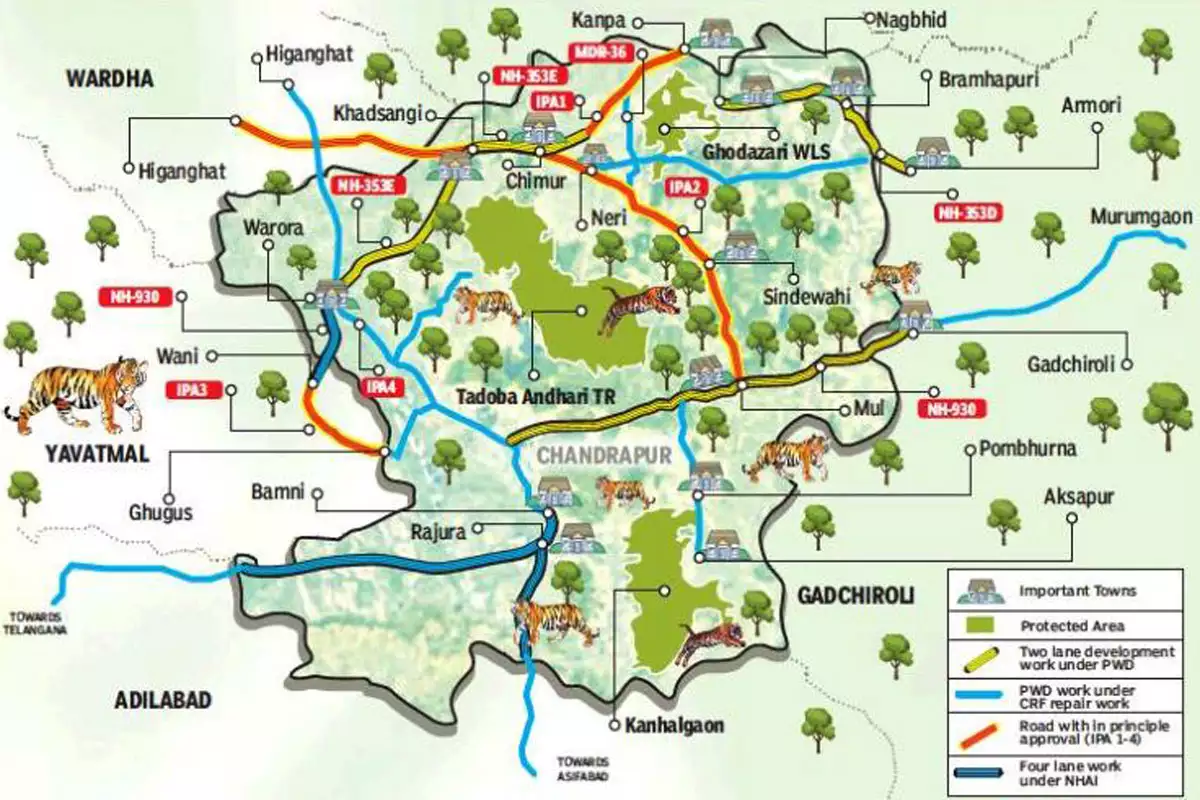 Kanpa
Nagbhid
MDR-36
Higanghat
WARDHA
NH-353E
Bramhapuri
IPA1
Khadsangi
Armori
Ghodazari WLS
Higanghat
Chimur
NH-353E
IPA2
Neri
NH-353D
Murumgaon
Warora
NH-930
Sindewahi
Wani
IPA3
IPA4
Tadoba Andhari TR
Gadchiroli
Mul
NH-930
YAVATMAL
CHANDRAPUR
Pombhurna
Bamni
Aksapur
Ghugus
Rajura
GADCHIROLI
TOWARDS
TELANGANA
ADILABAD
Kanhalgaon
TOWARDS
ASIFABAD
Important Towns
Protected Area
Two lane development
work under PWD
PWD work under
CRF repair work
Road with in principle
approval (IPA 1-4)
Four lane work
under NHAI